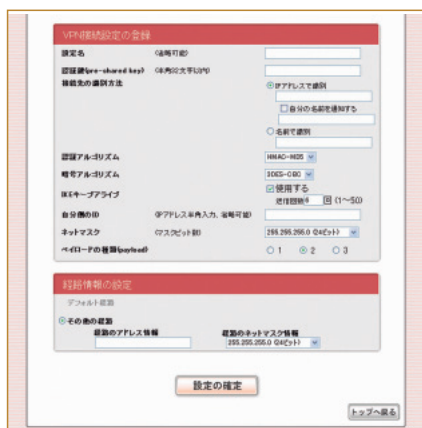 VPN接続設定の登録
設定名 (省略可能)
認証鍵(pre-shared key) (半角32文字以内)
接続先の識別方法 IPアドレスで識別
自分の名前を通知する
名前で識別
認証アルゴリズム HMAC-MD5
暗号アルゴリズム 3DES-CBC
IKEキープアライブ 使用する
送信回数 6 回 (1～50)
自分側のID (IPアドレス半角入力、省略可能)
ネットマスク (マスクビット数) 255.255.255.0 (24ビット)
ペイロードの種類(payload) 1 2 3
経路情報の設定
デフォルト経路
その他の経路
経路のアドレス情報 経路のネットマスク情報
255.255.255.0 (24ビット)
設定の確定
トップへ戻る